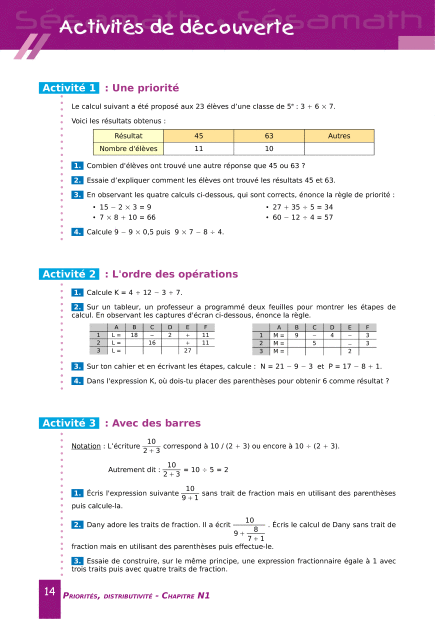 Sésamath - Sésamath
Activités de découverte
Activité 1 : Une priorité
Le calcul suivant a été proposé aux 23 élèves d'une classe de 5e : 3 + 6 × 7.
Voici les résultats obtenus :
Résultat 45 63 Autres
Nombre d'élèves 11 10
1. Combien d'élèves ont trouvé une autre réponse que 45 ou 63 ?
2. Essaie d'expliquer comment les élèves ont trouvé les résultats 45 et 63.
3. En observant les quatre calculs ci-dessous, qui sont corrects, énonce la règle de priorité :
• 15 − 2 × 3 = 9 • 27 + 35 ÷ 5 = 34
• 7 × 8 + 10 = 66 • 60 − 12 ÷ 4 = 57
4. Calcule 9 − 9 × 0,5 puis 9 × 7 − 8 ÷ 4.
Activité 2 : L'ordre des opérations
1. Calcule K = 4 + 12 − 3 + 7.
2. Sur un tableur, un professeur a programmé deux feuilles pour montrer les étapes de
calcul. En observant les captures d'écran ci-dessous, énonce la règle.
A B C D E F
1 L = 18 − 2 + 11
2 L = 16 + 11
3 L = 27
A B C D E F
1 M = 9 − 4 − 3
2 M = 5 − 3
3 M = 2
3. Sur ton cahier et en écrivant les étapes, calcule : N = 21 − 9 − 3 et P = 17 − 8 + 1.
4. Dans l'expression K, où dois-tu placer des parenthèses pour obtenir 6 comme résultat ?
Activité 3 : Avec des barres
Notation : L'écriture 10/(2 + 3) correspond à 10 / (2 + 3) ou encore à 10 ÷ (2 + 3).
Autrement dit : 10/(2 + 3) = 10 ÷ 5 = 2
1. Écris l'expression suivante 10/(9 + 1) sans trait de fraction mais en utilisant des parenthèses
puis calcule-la.
2. Dany adore les traits de fraction. Il a écrit 10/(9 + 8/(7 + 1)) . Écris le calcul de Dany sans trait de
fraction mais en utilisant des parenthèses puis effectue-le.
3. Essaie de construire, sur le même principe, une expression fractionnaire égale à 1 avec
trois traits puis avec quatre traits de fraction.
14 PRIORITÉS, DISTRIBUTIVITÉ - CHAPITRE N1